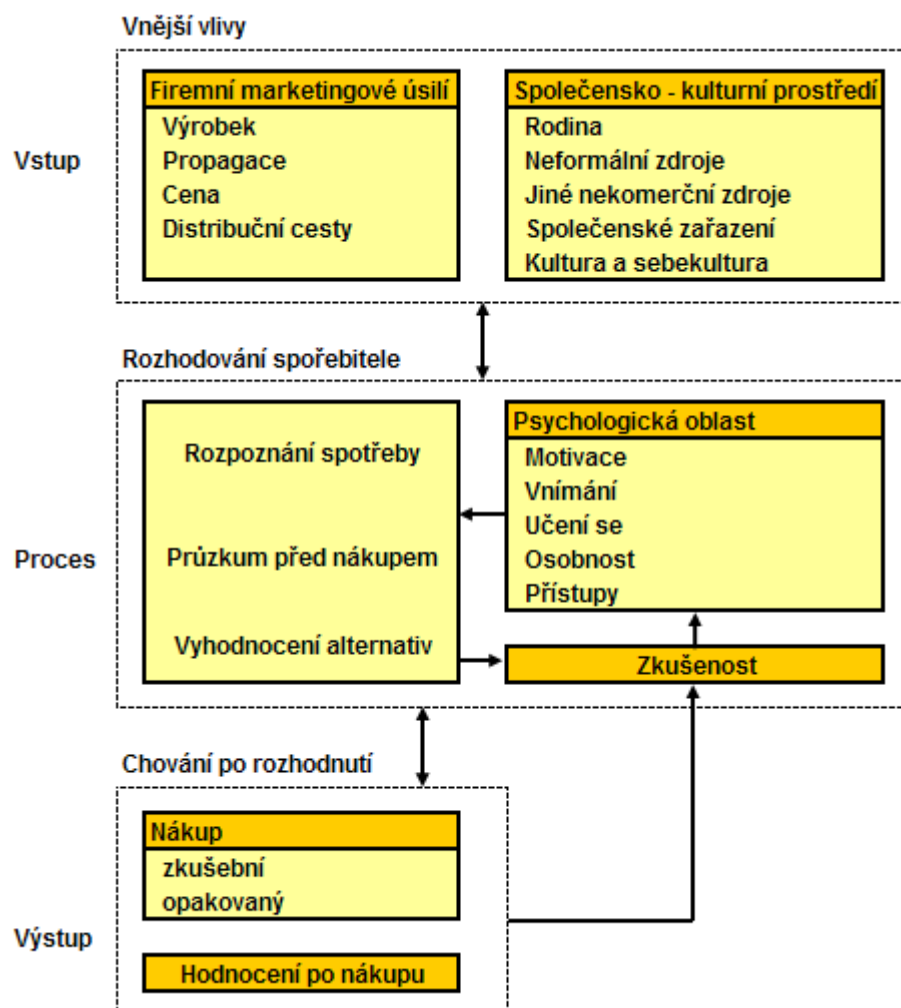 Vnější vlivy
Vstup
Firemní marketingové úsilí
Výrobek
Propagace
Cena
Distribuční cesty
Společensko - kulturní prostředí
Rodina
Neformální zdroje
Jiné nekomerční zdroje
Společenské zařazení
Kultura a sebekultura
Rozhodování spořebitele
Proces
Rozpoznání spotřeby
Průzkum před nákupem
Vyhodnocení alternativ
Psychologická oblast
Motivace
Vnímání
Učení se
Osobnost
Přístupy
Zkušenost
Chování po rozhodnutí
Výstup
Nákup
zkušební
opakovaný
Hodnocení po nákupu